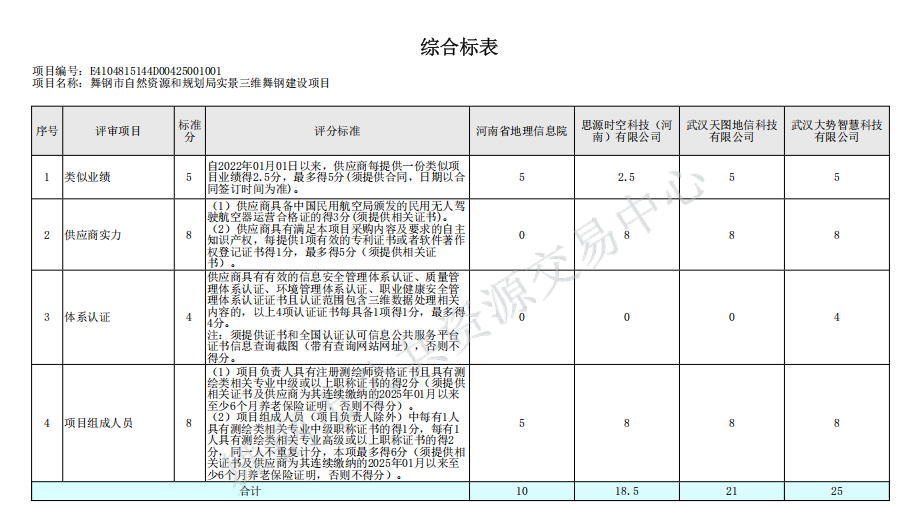 综合标表
项目编号：E4104815144D00425001001
项目名称：舞钢市自然资源和规划局实景三维舞钢建设项目
序号 评审项目 标准分 评分标准 河南省地理信息院 思源时空科技（河南）有限公司 武汉天图地信科技有限公司 武汉大势智慧科技有限公司
1 类似业绩 5
自2022年01月01日以来，供应商每提供一份类似项
目业绩得2.5分，最多得5分(须提供合同，日期以合
同签订时间为准)。
5 2.5 5 5
2 供应商实力 8
（1）供应商具备中国民用航空局颁发的民用无人驾
驶航空器运营合格证的得3分(须提供相关证书)。
（2）供应商具有满足本项目采购内容及要求的自主
知识产权，每提供1项有效的专利证书或者软件著作
权登记证书得1分，最多得5分（须提供相关证
书）。
0 8 8 8
3 体系认证 4
供应商具有有效的信息安全管理体系认证、质量管
理体系认证、环境管理体系认证、职业健康安全管
理体系认证证书且认证范围包含三维数据处理相关
内容的，以上4项认证证书每具备1项得1分，最多得
4分。
注：须提供证书和全国认证认可信息公共服务平台
证书信息查询截图（带有查询网站网址），否则不
得分。
0 0 0 4
4 项目组成人员 8
（1）项目负责人具有注册测绘师资格证书且具有测
绘类相关专业中级或以上职称证书的得2分（须提供
相关证书及供应商为其连续缴纳的2025年01月以来
至少6个月养老保险证明，否则不得分）。
（2）项目组成人员（项目负责人除外）中每有1人
具有测绘类相关专业中级职称证书的得1分，每有1
人具有测绘类相关专业高级或以上职称证书的得2
分，同一人不重复计分，本项最多得6分（须提供相
关证书及供应商为其连续缴纳的2025年01月以来至
少6个月养老保险证明，否则不得分）。
5 8 8 8
合计 10 18.5 21 25
共资源交易中心